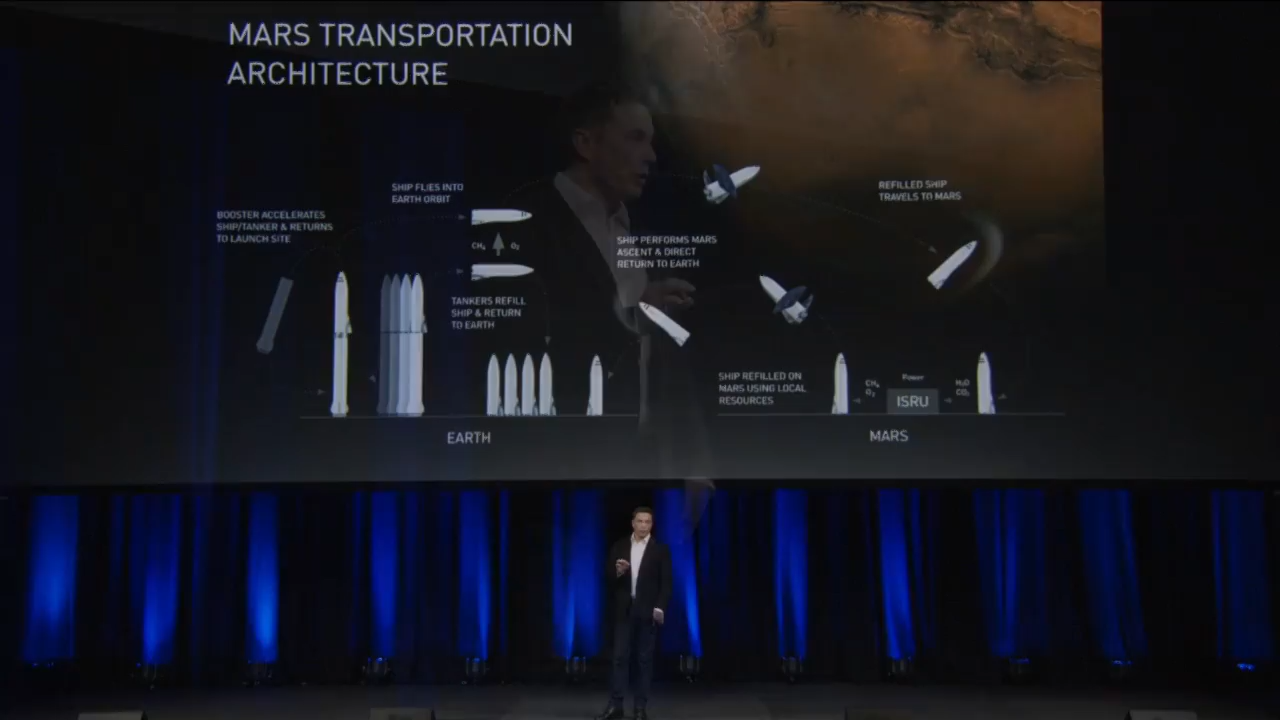 MARS TRANSPORTATION
ARCHITECTURE
SHIP FLIES INTO
EARTH ORBIT
BOOSTER ACCELERATES
SHIP/TANKER & RETURNS
TO LAUNCH SITE
CH₄
O₂
TANKERS REFILL
SHIP & RETURN
TO EARTH
SHIP PERFORMS MARS
ASCENT & DIRECT
RETURN TO EARTH
REFILLED SHIP
TRAVELS TO MARS
SHIP REFILLED ON
MARS USING LOCAL
RESOURCES
CH₄
O₂
Power
ISRU
H₂O
CO₂
EARTH
MARS